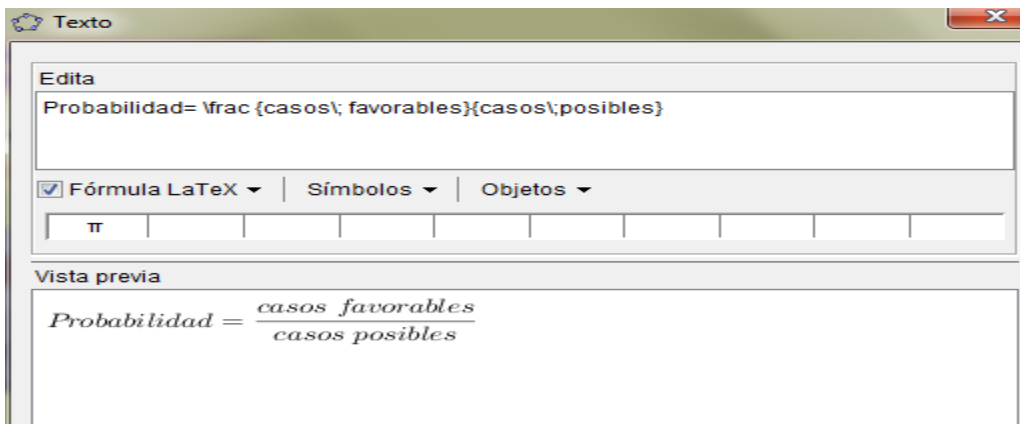 Texto
Edita
Probabilidad= \frac {casos\; favorables}{casos\;posibles}
Fórmula LaTeX Símbolos Objetos
π
Vista previa
Probabilidad = casos favorables
casos posibles